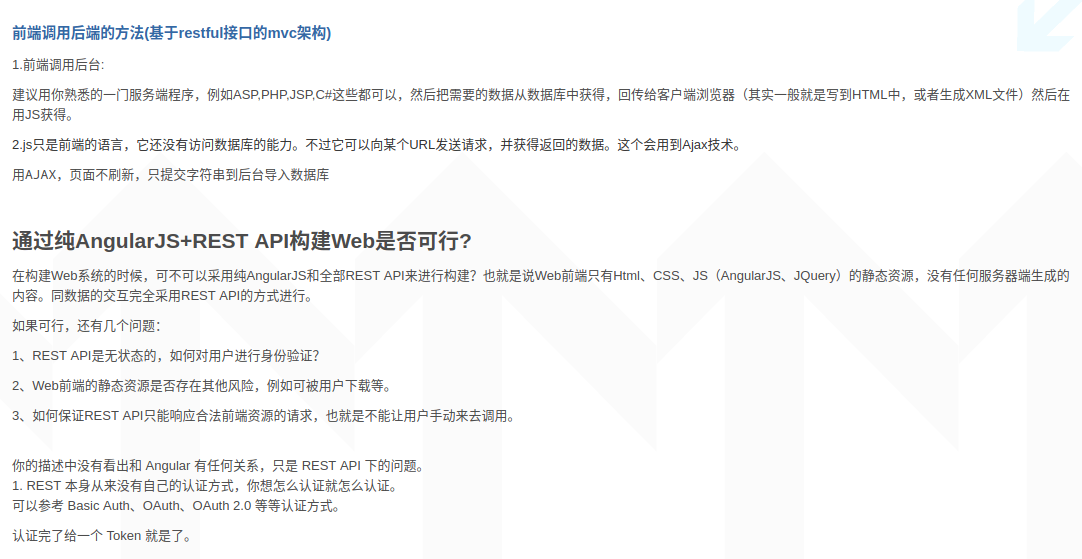 前端调用后端的方法(基于restful接口的mvc架构)
1.前端调用后台:
建议用你熟悉的一门服务端程序，例如ASP,PHP,JSP,C#这些都可以，然后把需要的数据从数据库中获得，回传给客户端浏览器（其实一般就是写到HTML中，或者生成XML文件）然后在
用JS获得。
2.js只是前端的语言，它还没有访问数据库的能力。不过它可以向某个URL发送请求，并获得返回的数据。这个会用到Ajax技术。
用AJAX，页面不刷新，只提交字符串到后台导入数据库
通过纯AngularJS+REST API构建Web是否可行?
在构建Web系统的时候，可不可以采用纯AngularJS和全部REST API来进行构建？也就是说Web前端只有Html、CSS、JS（AngularJS、JQuery）的静态资源，没有任何服务器端生成的
内容。同数据的交互完全采用REST API的方式进行。
如果可行，还有几个问题：
1、REST API是无状态的，如何对用户进行身份验证？
2、Web前端的静态资源是否存在其他风险，例如可被用户下载等。
3、如何保证REST API只能响应合法前端资源的请求，也就是不能让用户手动来去调用。
你的描述中没有看出和 Angular 有任何关系，只是 REST API 下的问题。
1. REST 本身从来没有自己的认证方式，你想怎么认证就怎么认证。
可以参考 Basic Auth、OAuth、OAuth 2.0 等等认证方式。
认证完了给一个 Token 就是了。